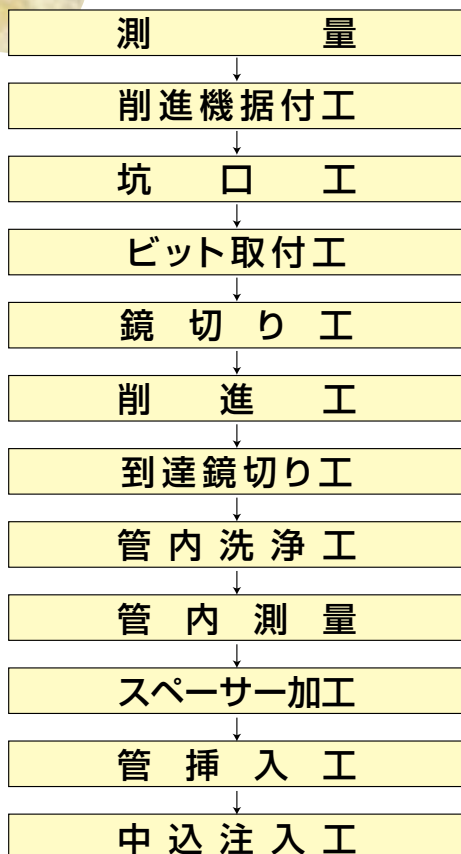 測量
削進機据付工
坑口工
ビット取付工
鏡切り工
削進工
到達鏡切り工
管内洗浄工
管内測量
スペーサー加工
管挿入工
中込注入工